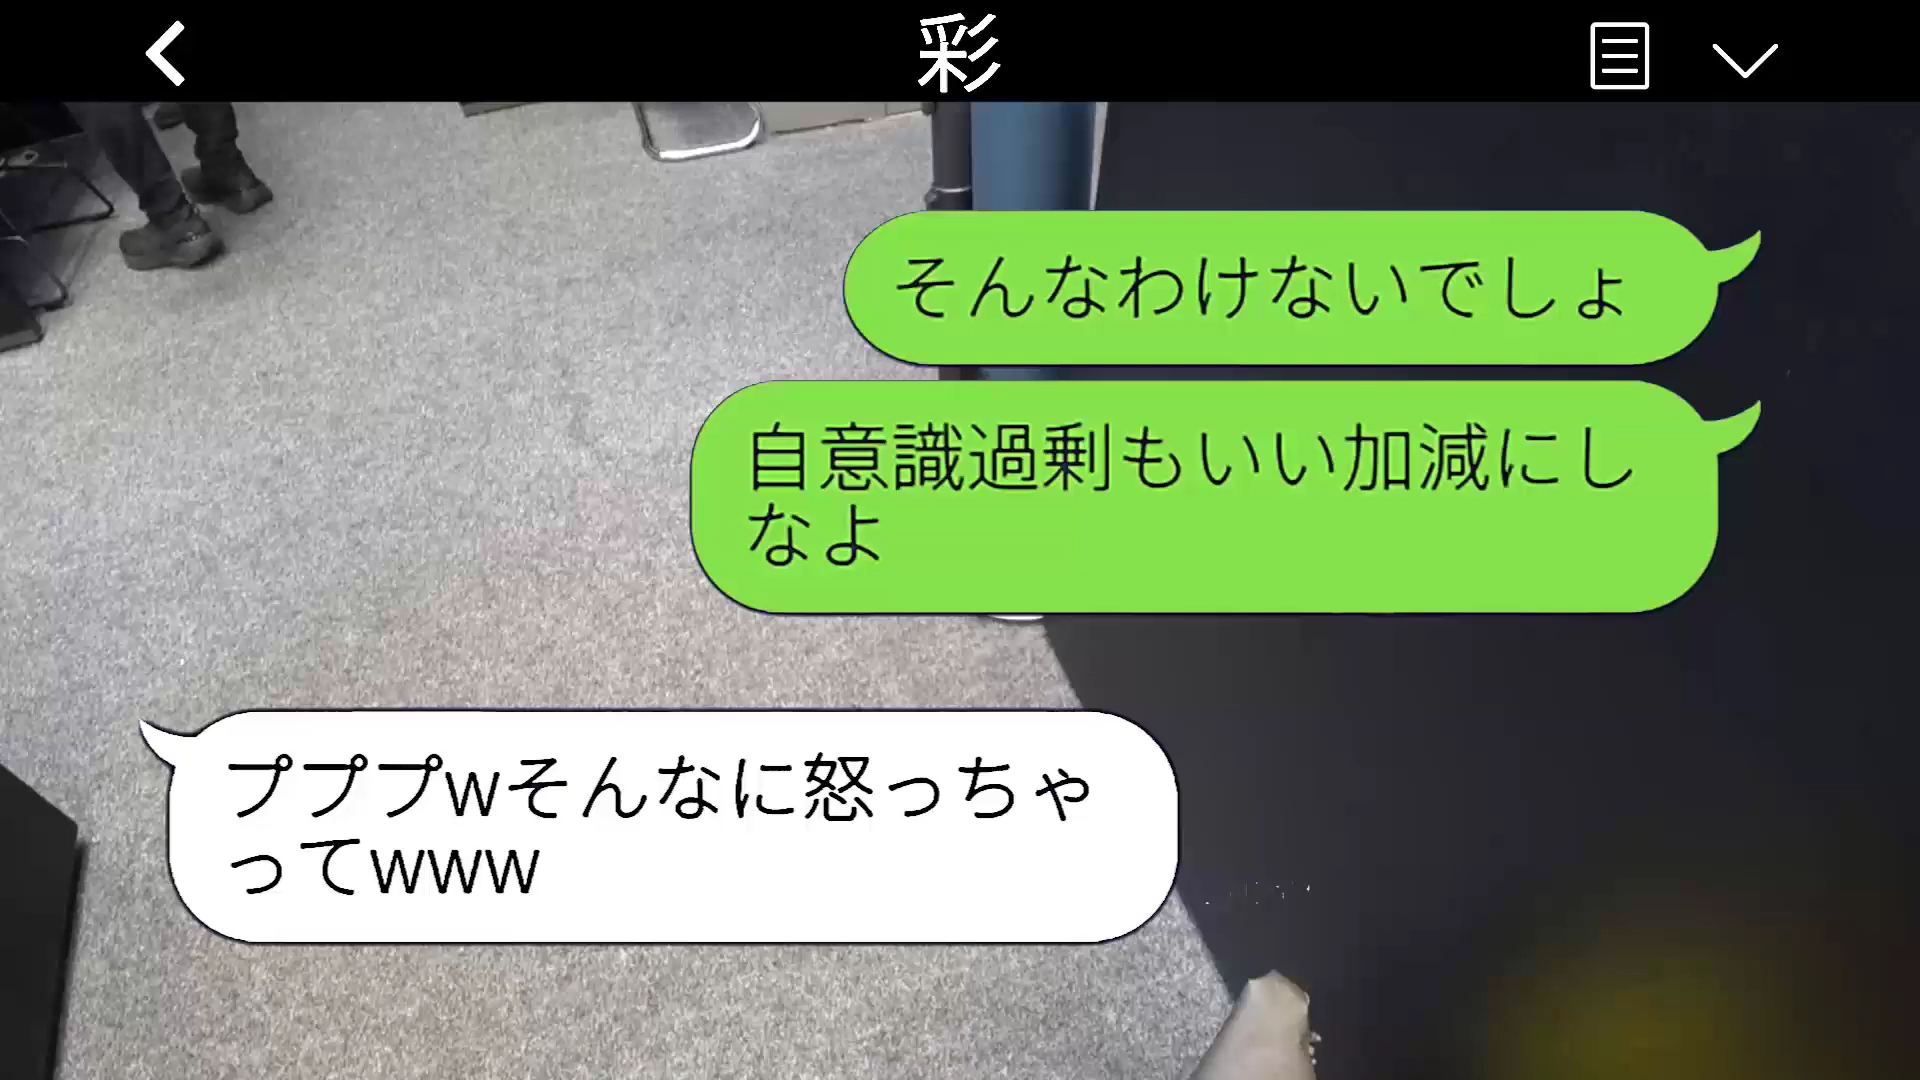 彩
そんなわけないでしょ
自意識過剰もいい加減にし
なよ
プププwそんなに怒っちゃ
ってwww